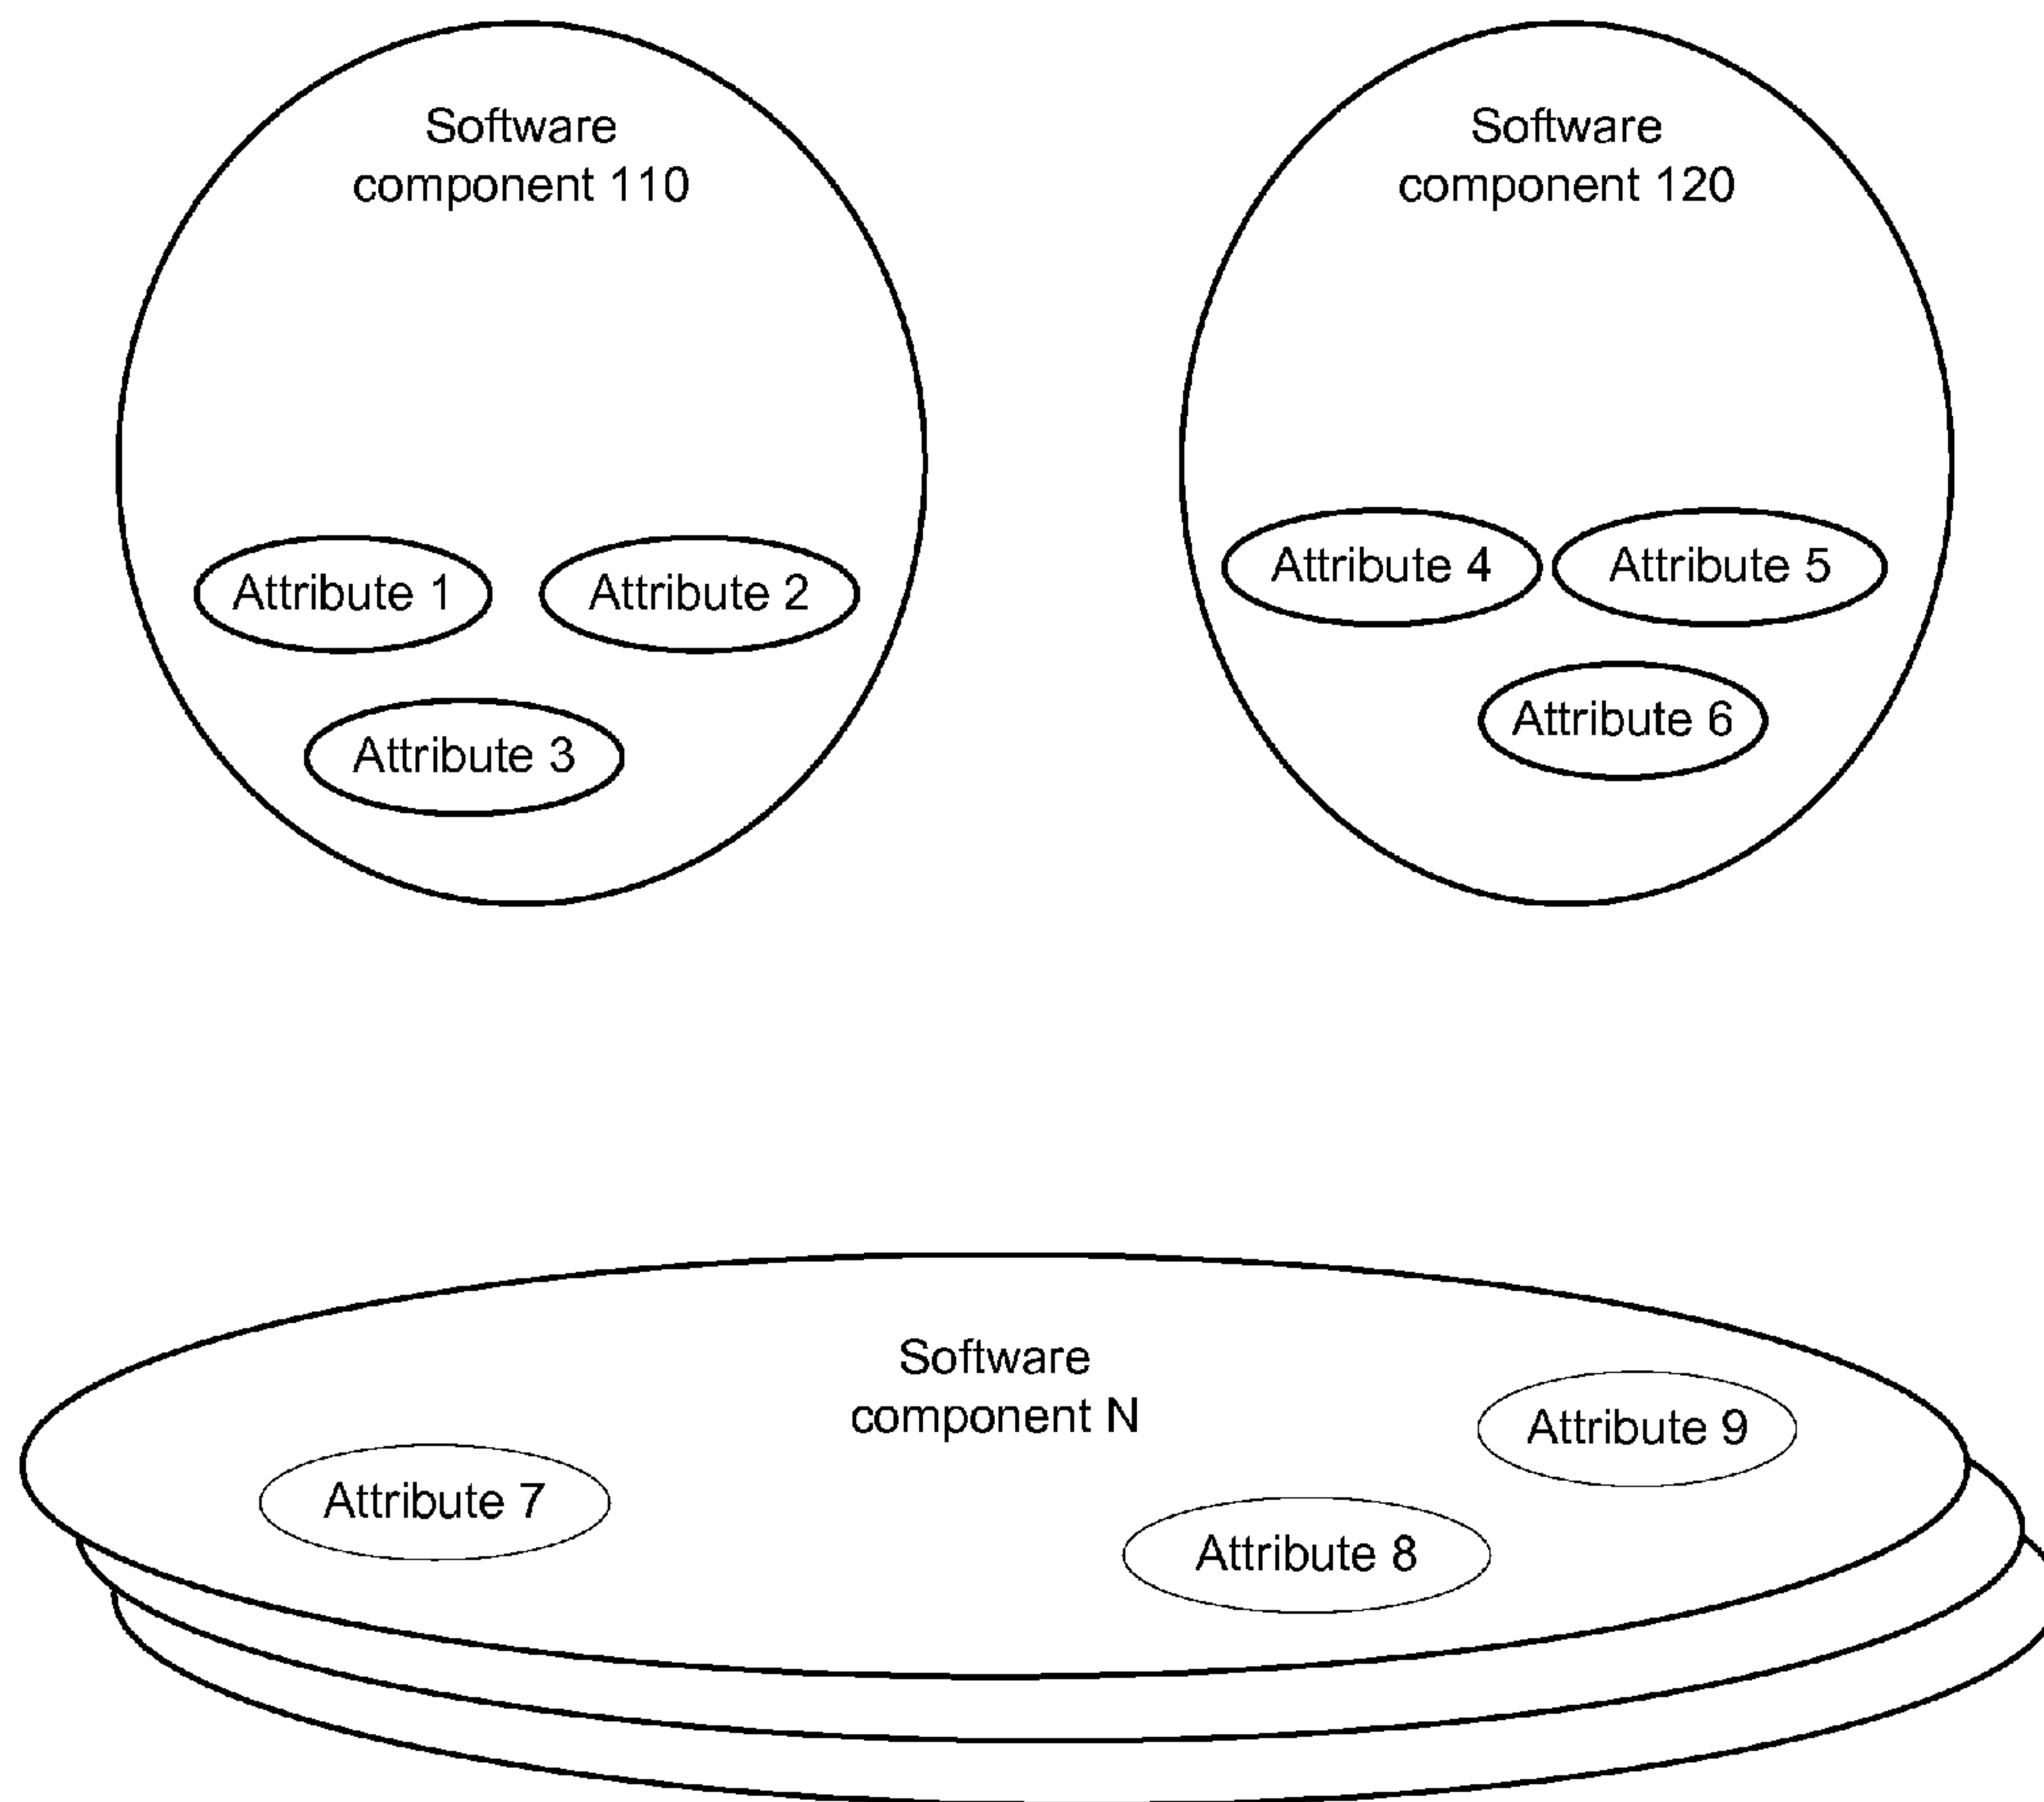 Software
component 110
Attribute 1
Attribute 2
Attribute 3
Software
component 120
Attribute 4
Attribute 5
Attribute 6
Software
component N
Attribute 7
Attribute 8
Attribute 9